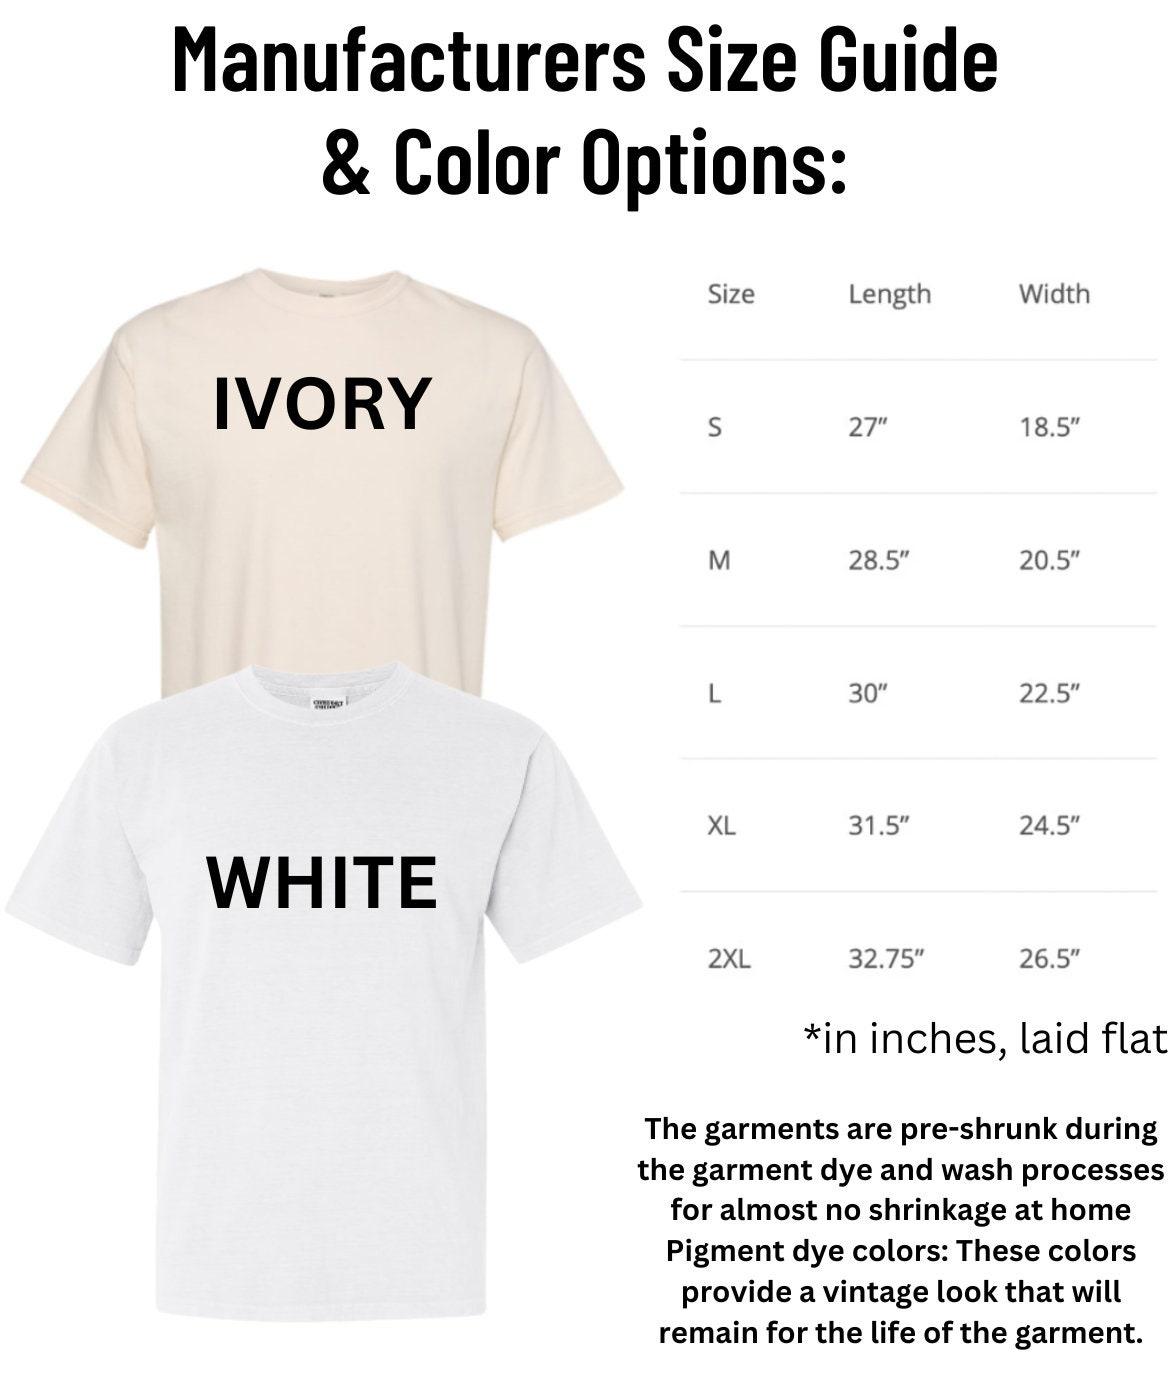 Manufacturers Size Guide
& Color Options:
IVORY
WHITE
Size Length Width
S 27” 18.5”
M 28.5” 20.5”
L 30” 22.5”
XL 31.5” 24.5”
2XL 32.75” 26.5”
*in inches, laid flat
The garments are pre-shrunk during
the garment dye and wash processes
for almost no shrinkage at home
Pigment dye colors: These colors
provide a vintage look that will
remain for the life of the garment.